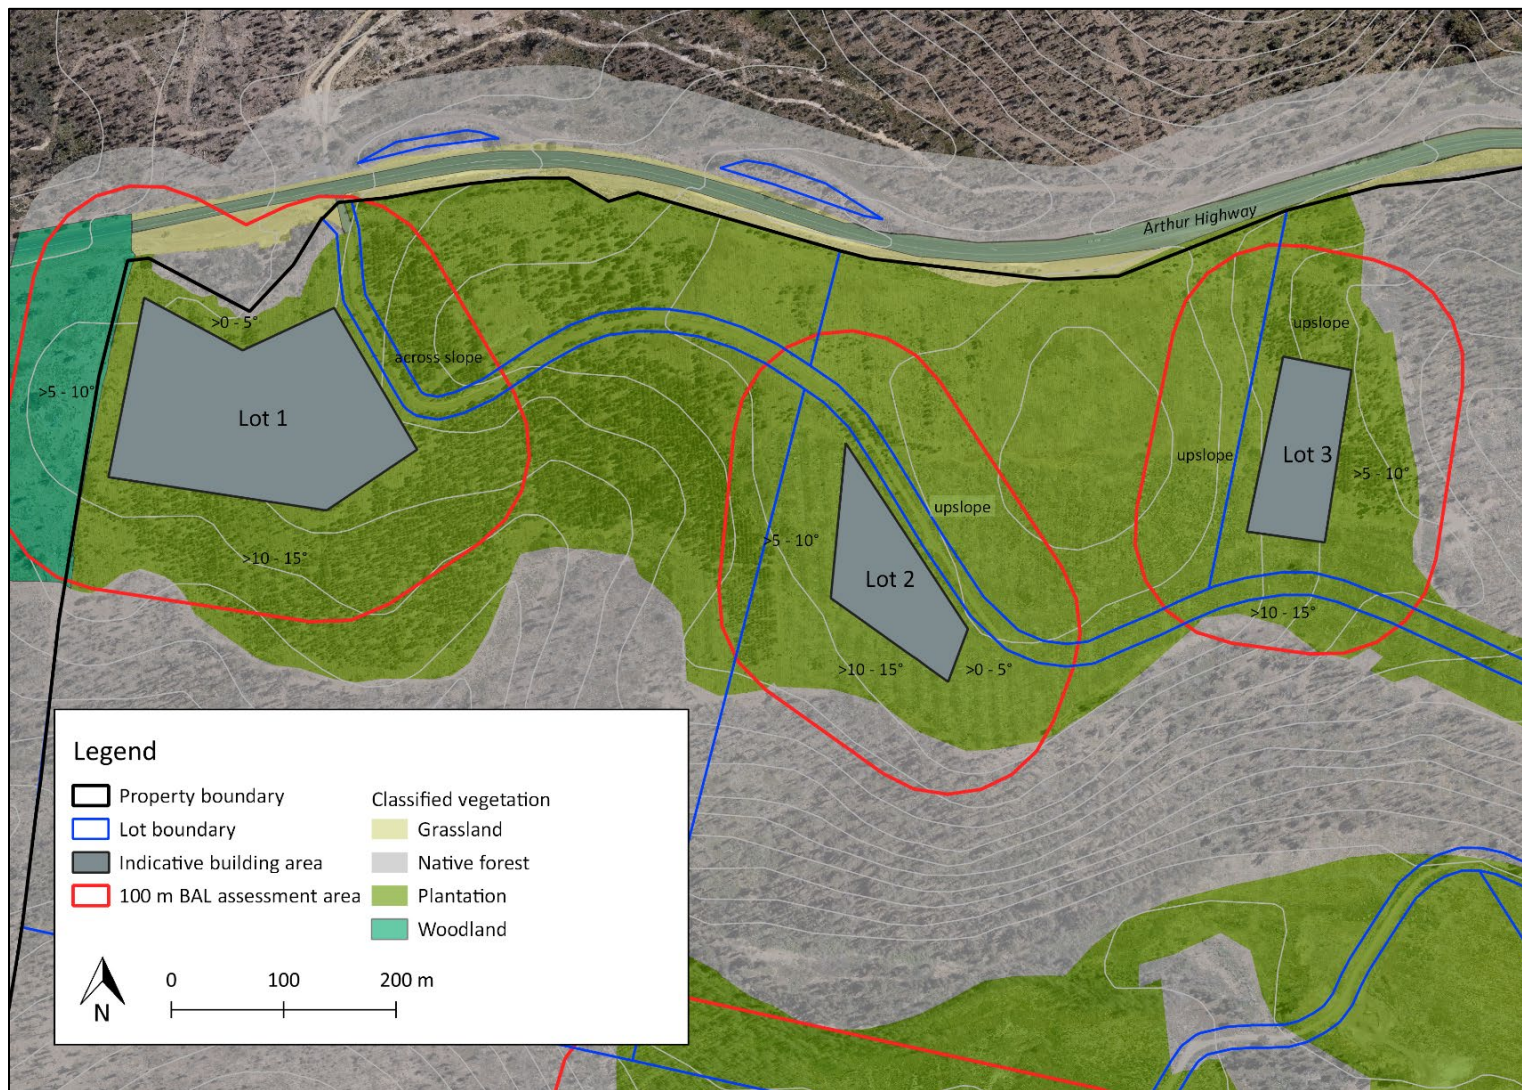 Arthur Highway
>0 - 5°
across slope
upslope
>5 - 10°
Lot 1
upslope
Lot 3
upslope
>5 - 10°
>10 - 15°
>5 - 10°
Lot 2
>10 - 15°
>0 - 5°
>10 - 15°
Legend
Property boundary
Lot boundary
Indicative building area
100 m BAL assessment area
Classified vegetation
Grassland
Native forest
Plantation
Woodland
N
0 100 200 m